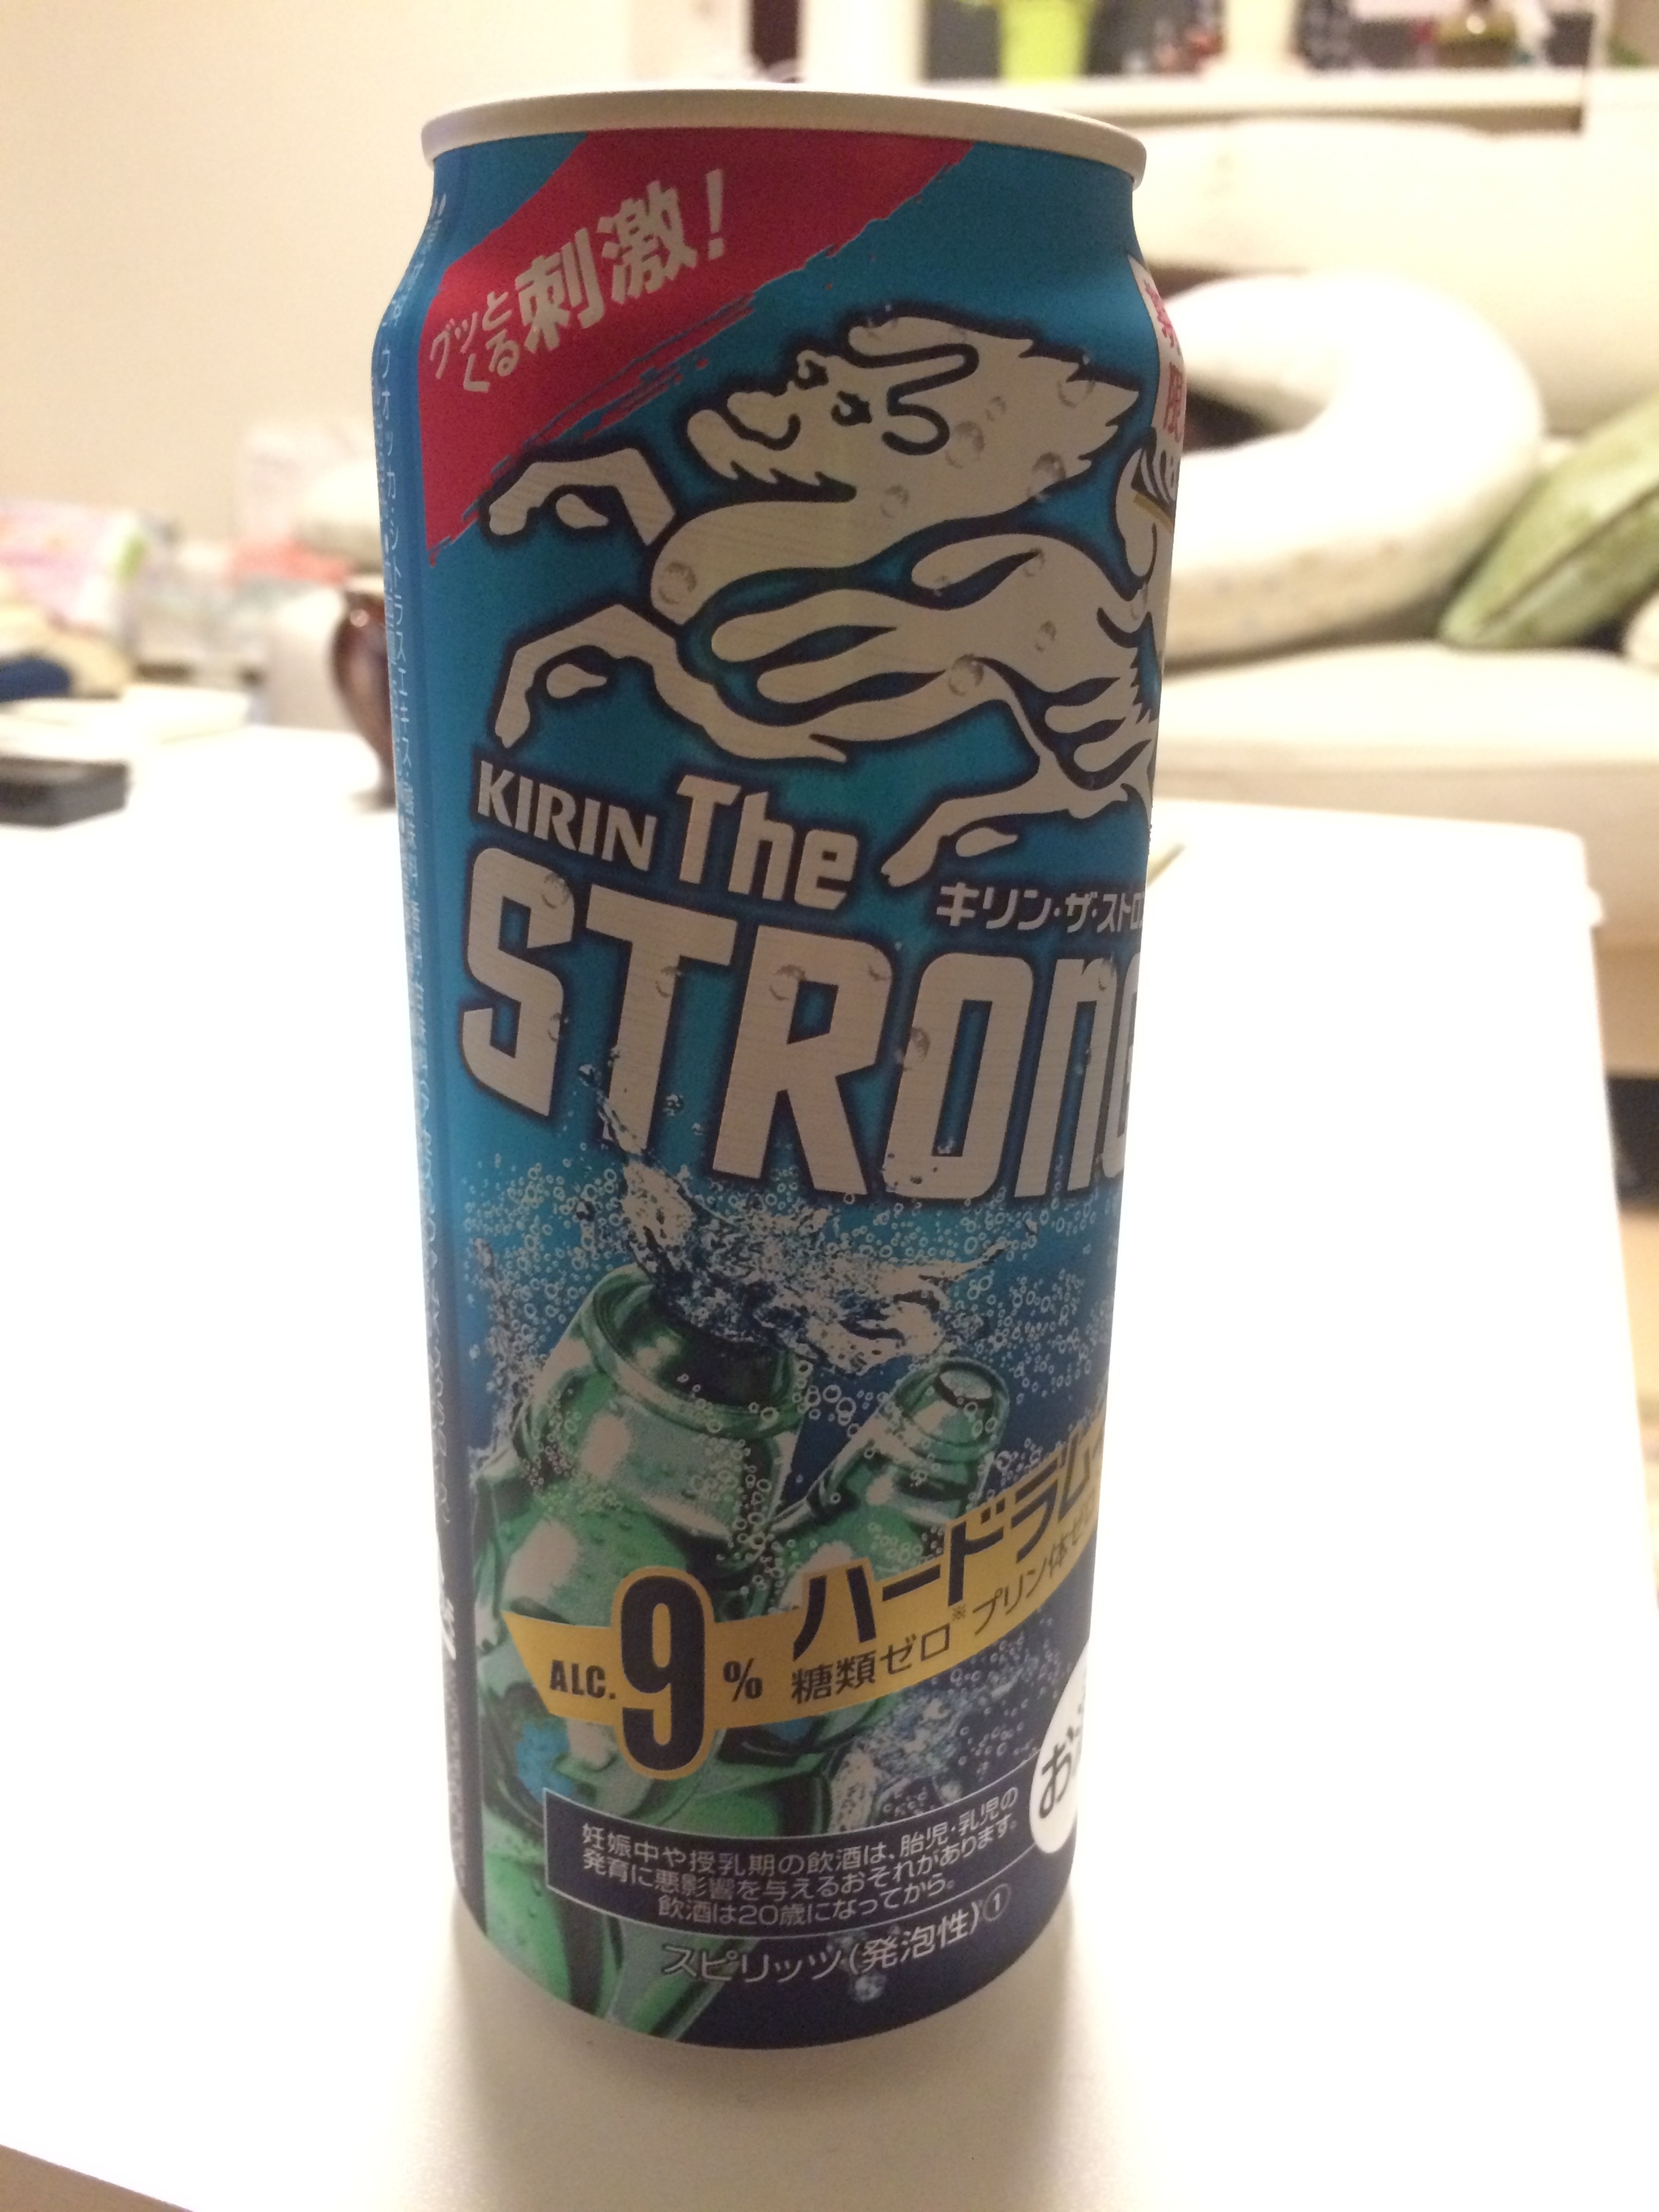 グッと
くる刺激!
KIRIN The
キリン・ザ・ストロ
STRONG
ハードラム
ALC. 9 %
糖類ゼロ※ プリン体ゼロ
妊娠中や授乳期の飲酒は、胎児・乳児の
発育に悪影響を与えるおそれがあります。
飲酒は20歳になってから。
スピリッツ(発泡性)①
お